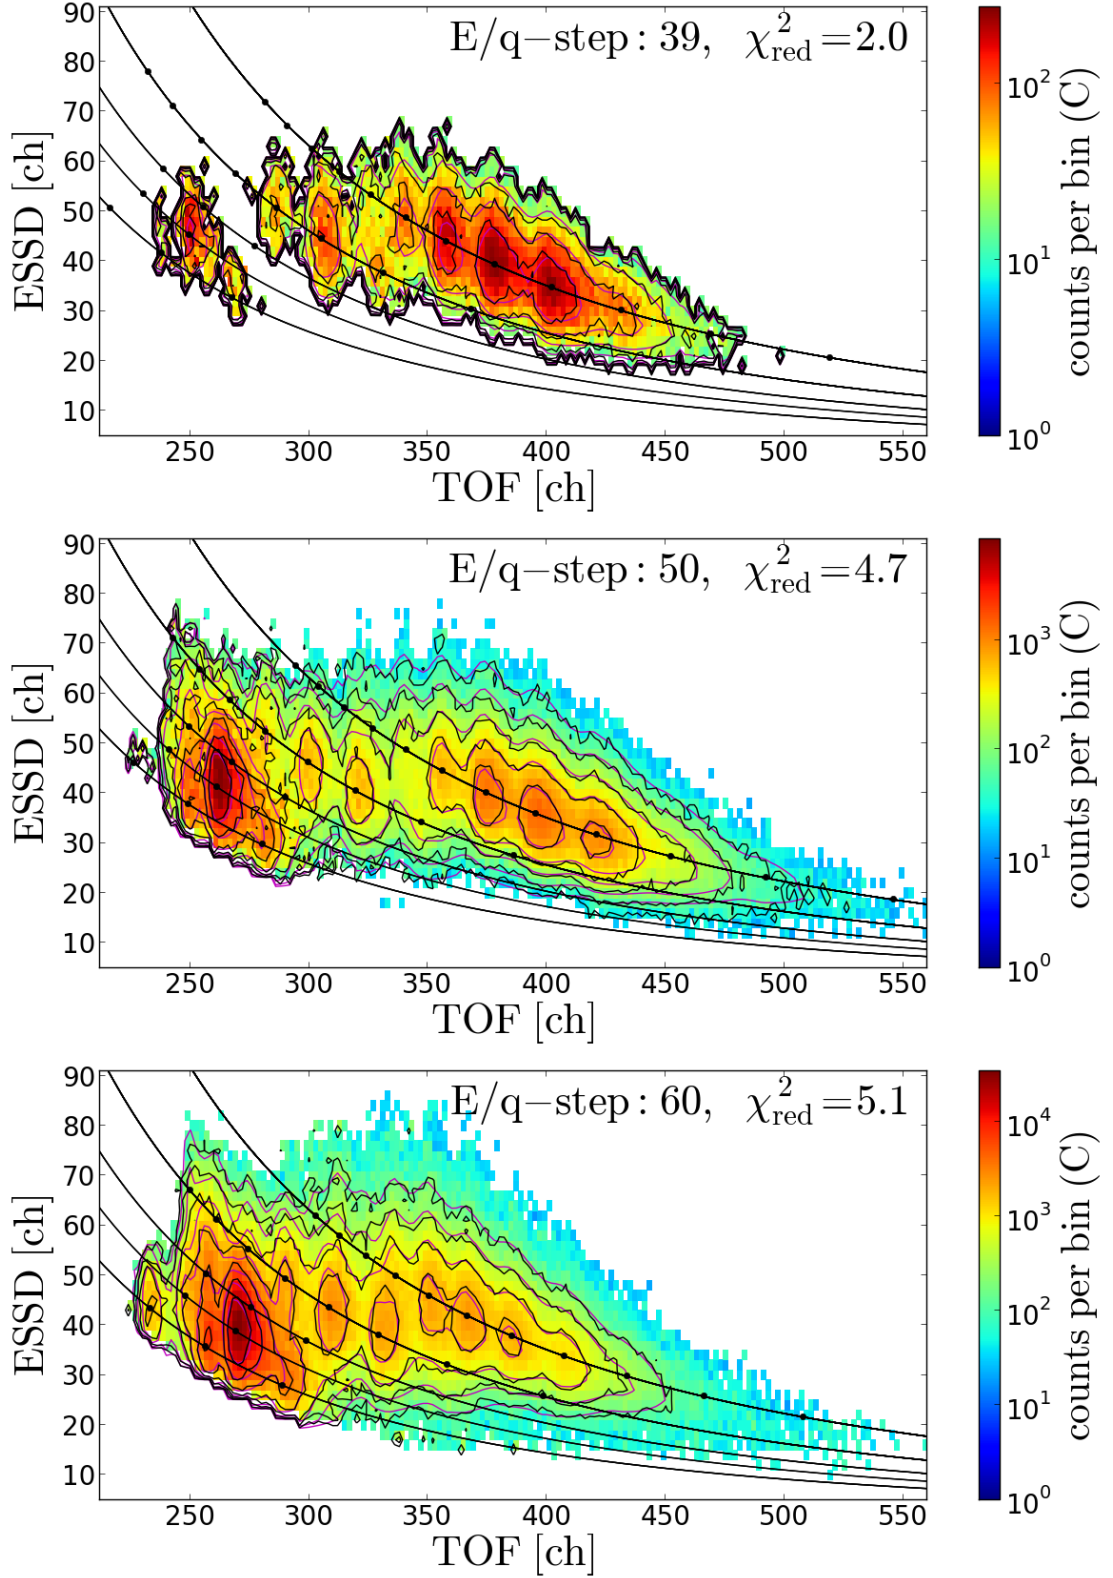 E/q−step: 39, χ²red=2.0
ESSD [ch]
90
80
70
60
50
40
30
20
10
250 300 350 400 450 500 550
TOF [ch]
10²
10¹
10⁰
counts per bin (C)
E/q−step: 50, χ²red=4.7
ESSD [ch]
90
80
70
60
50
40
30
20
10
250 300 350 400 450 500 550
TOF [ch]
10³
10²
10¹
10⁰
counts per bin (C)
E/q−step: 60, χ²red=5.1
ESSD [ch]
90
80
70
60
50
40
30
20
10
250 300 350 400 450 500 550
TOF [ch]
10⁴
10³
10²
10¹
10⁰
counts per bin (C)